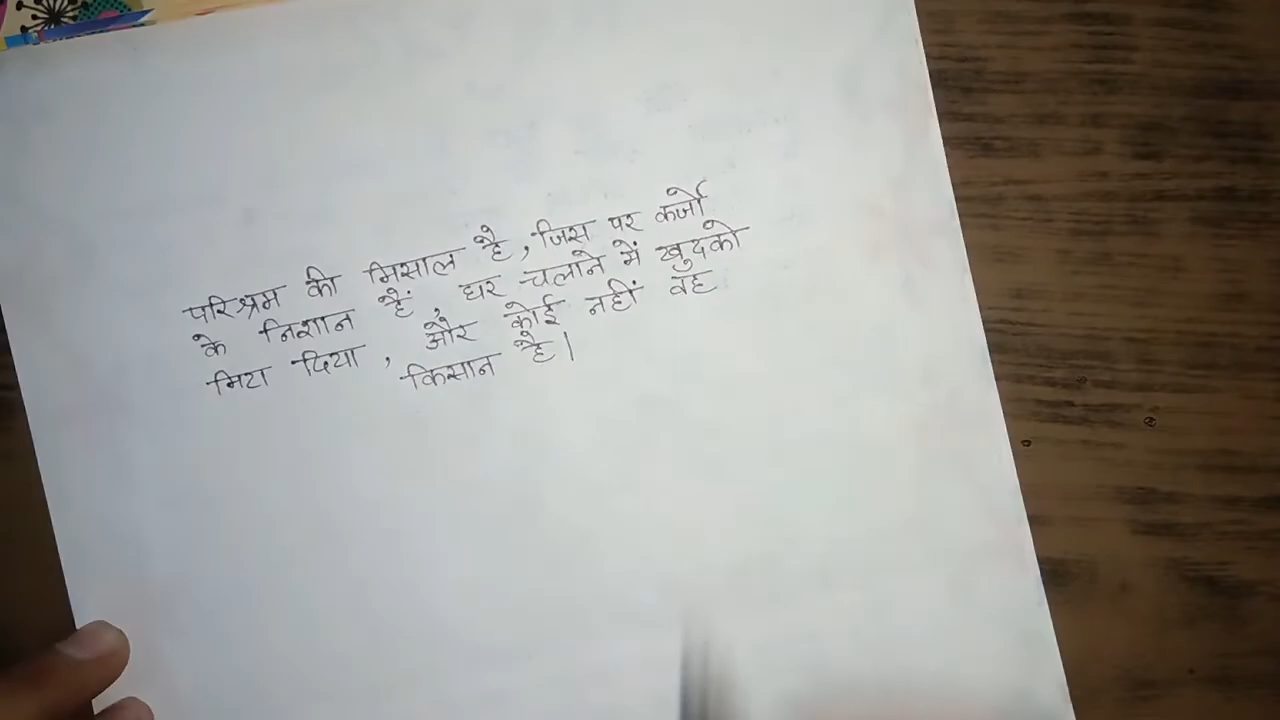 परिश्रम की मिसाल है, जिस पर कर्जो
के निशान हैं, घर चलाने में खुदको
मिटा दिया, और कोई नहीं वह
किसान है।